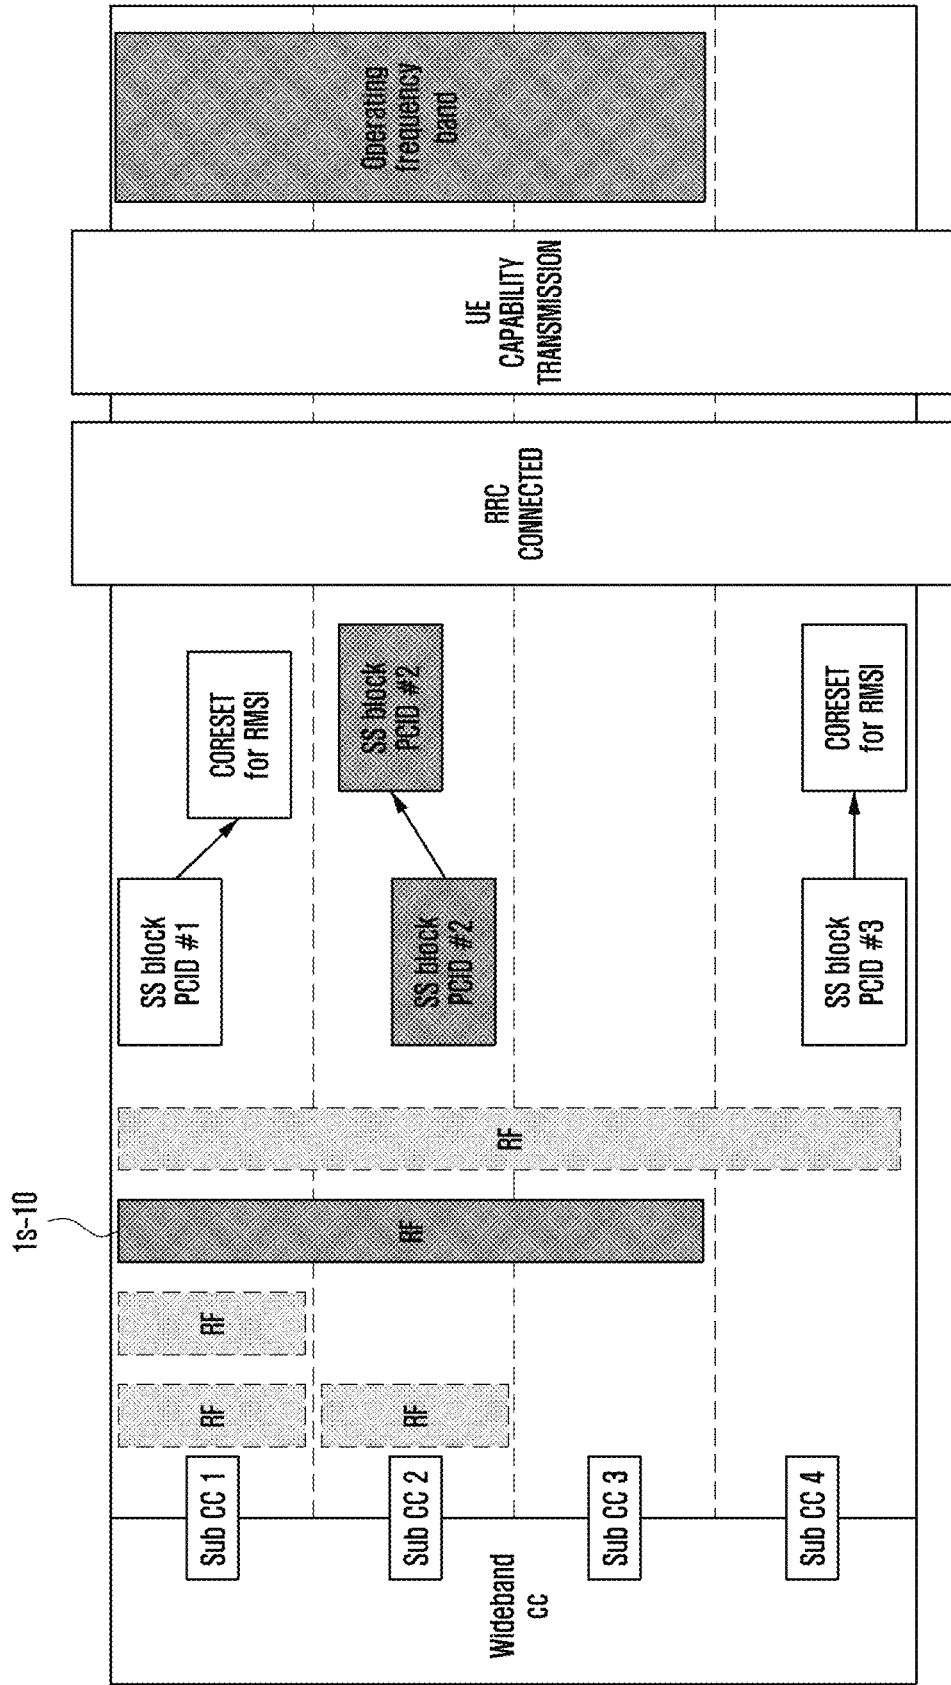 1s-10
Wideband
CC
Sub CC 1
Sub CC 2
Sub CC 3
Sub CC 4
RF
RF
RF
RF
RF
SS block
PCID #1
CORESET
for RMSI
SS block
PCID #2
SS block
PCID #2
SS block
PCID #3
CORESET
for RMSI
RRC
CONNECTED
UE
CAPABILITY
TRANSMISSION
Operating
frequency
band